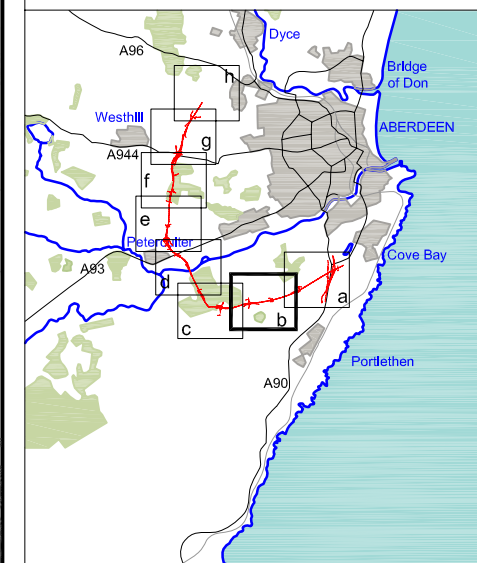 Dyce
A96
Bridge
of Don
h
Westhill
ABERDEEN
g
A944
f
e
Peterculter
Cove Bay
A93
d
a
c
b
Portlethen
A90